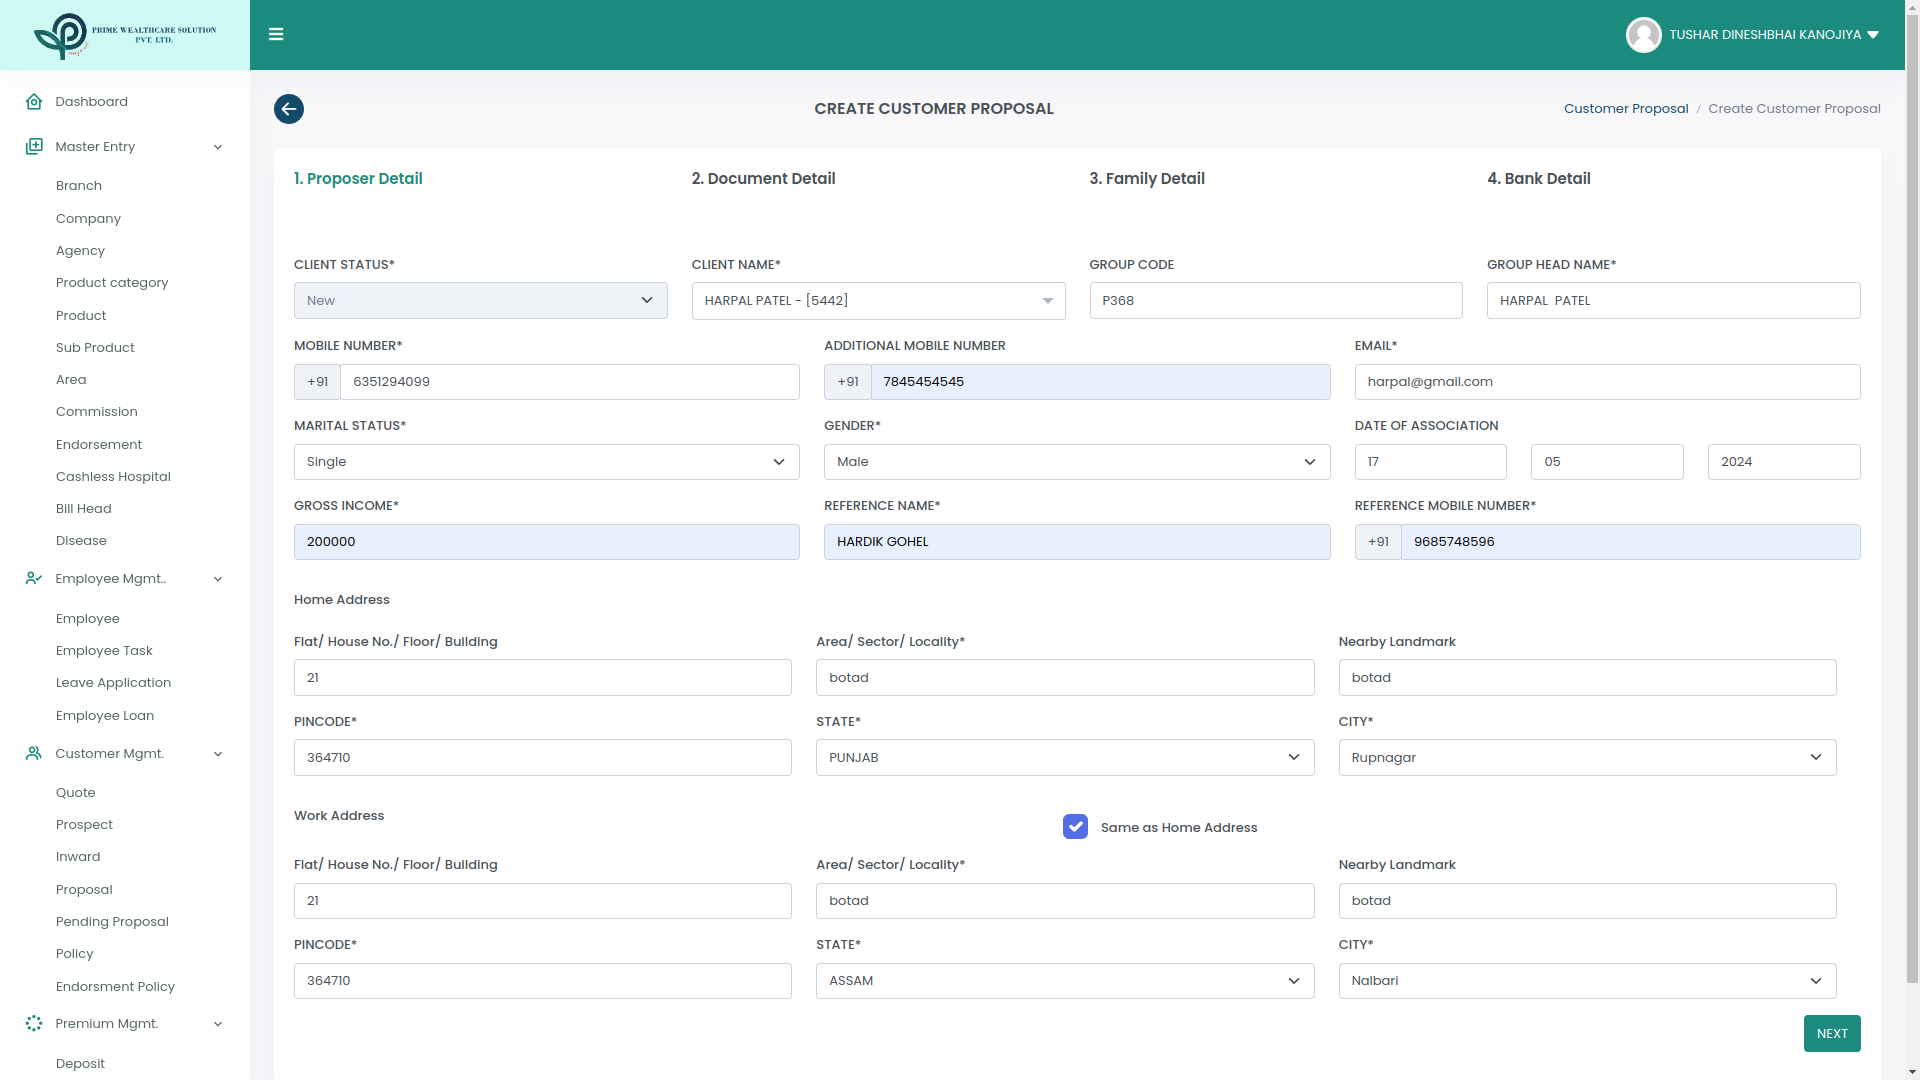 PRIME WEALTHCARE SOLUTION
PVT. LTD.
TUSHAR DINESHBHAI KANOJIYA
Dashboard
Master Entry
Branch
Company
Agency
Product category
Product
Sub Product
Area
Commission
Endorsement
Cashless Hospital
Bill Head
Disease
Employee Mgmt..
Employee
Employee Task
Leave Application
Employee Loan
Customer Mgmt.
Quote
Prospect
Inward
Proposal
Pending Proposal
Policy
Endorsment Policy
Premium Mgmt.
Deposit
CREATE CUSTOMER PROPOSAL
Customer Proposal / Create Customer Proposal
1. Proposer Detail 2. Document Detail 3. Family Detail 4. Bank Detail
CLIENT STATUS* CLIENT NAME* GROUP CODE GROUP HEAD NAME*
New HARPAL PATEL - [5442] P368 HARPAL  PATEL
MOBILE NUMBER* ADDITIONAL MOBILE NUMBER EMAIL*
+91 6351294099 +91 7845454545 harpal@gmail.com
MARITAL STATUS* GENDER* DATE OF ASSOCIATION
Single Male 17 05 2024
GROSS INCOME* REFERENCE NAME* REFERENCE MOBILE NUMBER*
200000 HARDIK GOHEL +91 9685748596
Home Address
Flat/ House No./ Floor/ Building Area/ Sector/ Locality* Nearby Landmark
21 botad botad
PINCODE* STATE* CITY*
364710 PUNJAB Rupnagar
Work Address Same as Home Address
Flat/ House No./ Floor/ Building Area/ Sector/ Locality* Nearby Landmark
21 botad botad
PINCODE* STATE* CITY*
364710 ASSAM Nalbari
NEXT